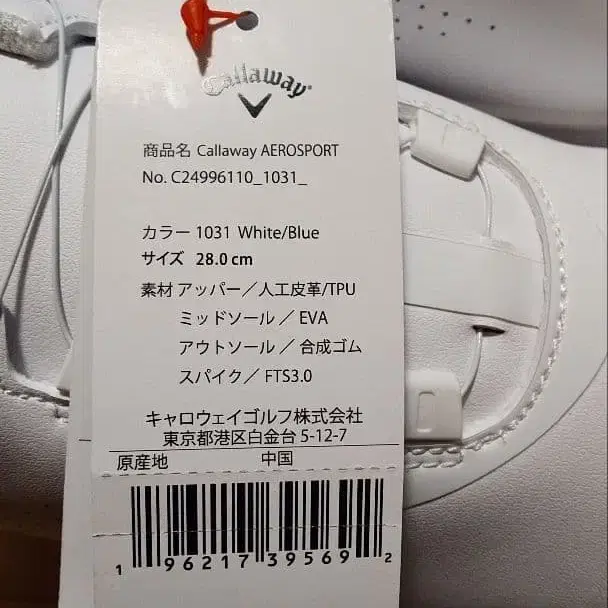 Callaway
商品名 Callaway AEROSPORT
No. C24996110_1031_
カラー 1031 White/Blue
サイズ 28.0 cm
素材 アッパー／人工皮革/TPU
ミッドソール ／ EVA
アウトソール ／ 合成ゴム
スパイク／ FTS3.0
キャロウェイゴルフ株式会社
東京都港区白金台 5-12-7
原産地 中国
1 96217 39569 2